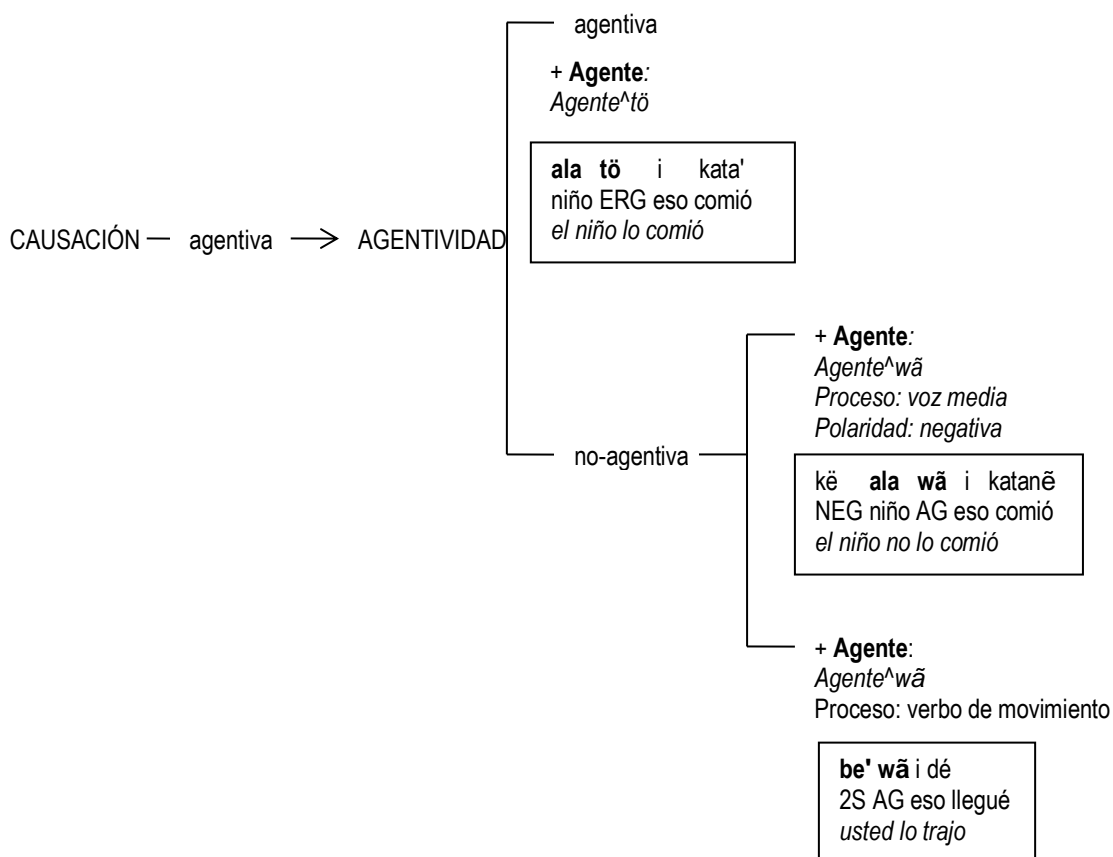 agentiva
+ Agente:
Agente^tö
ala tö i kata'
niño ERG eso comió
el niño lo comió
CAUSACIÓN agentiva AGENTIVIDAD
+ Agente:
Agente^wã
Proceso: voz media
Polaridad: negativa
no-agentiva
kë ala wã i katanẽ
NEG niño AG eso comió
el niño no lo comió
+ Agente:
Agente^wã
Proceso: verbo de movimiento
be' wã i dé
2S AG eso llegué
usted lo trajo